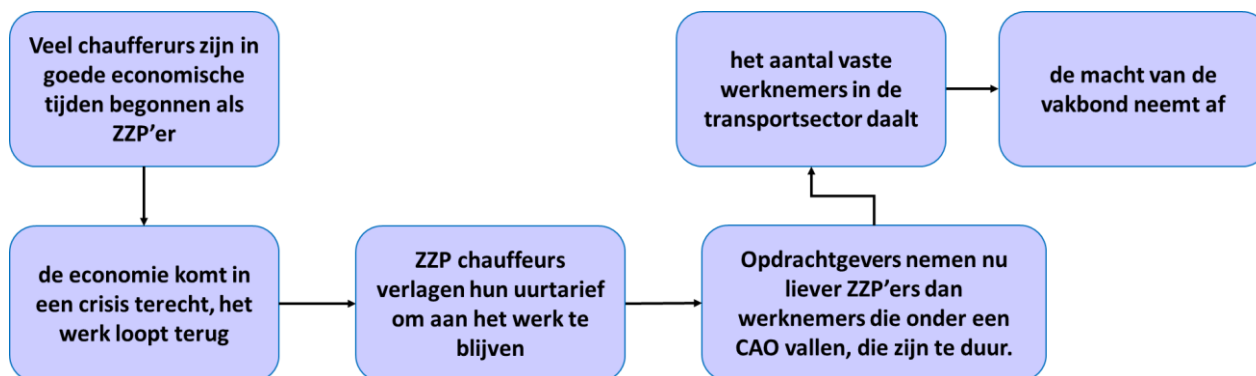 Veel chaufferurs zijn in
goede economische
tijden begonnen als
ZZP'er
de economie komt in
een crisis terecht, het
werk loopt terug
ZZP chauffeurs
verlagen hun uurtarief
om aan het werk te
blijven
Opdrachtgevers nemen nu
liever ZZP'ers dan
werknemers die onder een
CAO vallen, die zijn te duur.
het aantal vaste
werknemers in de
transportsector daalt
de macht van de
vakbond neemt af